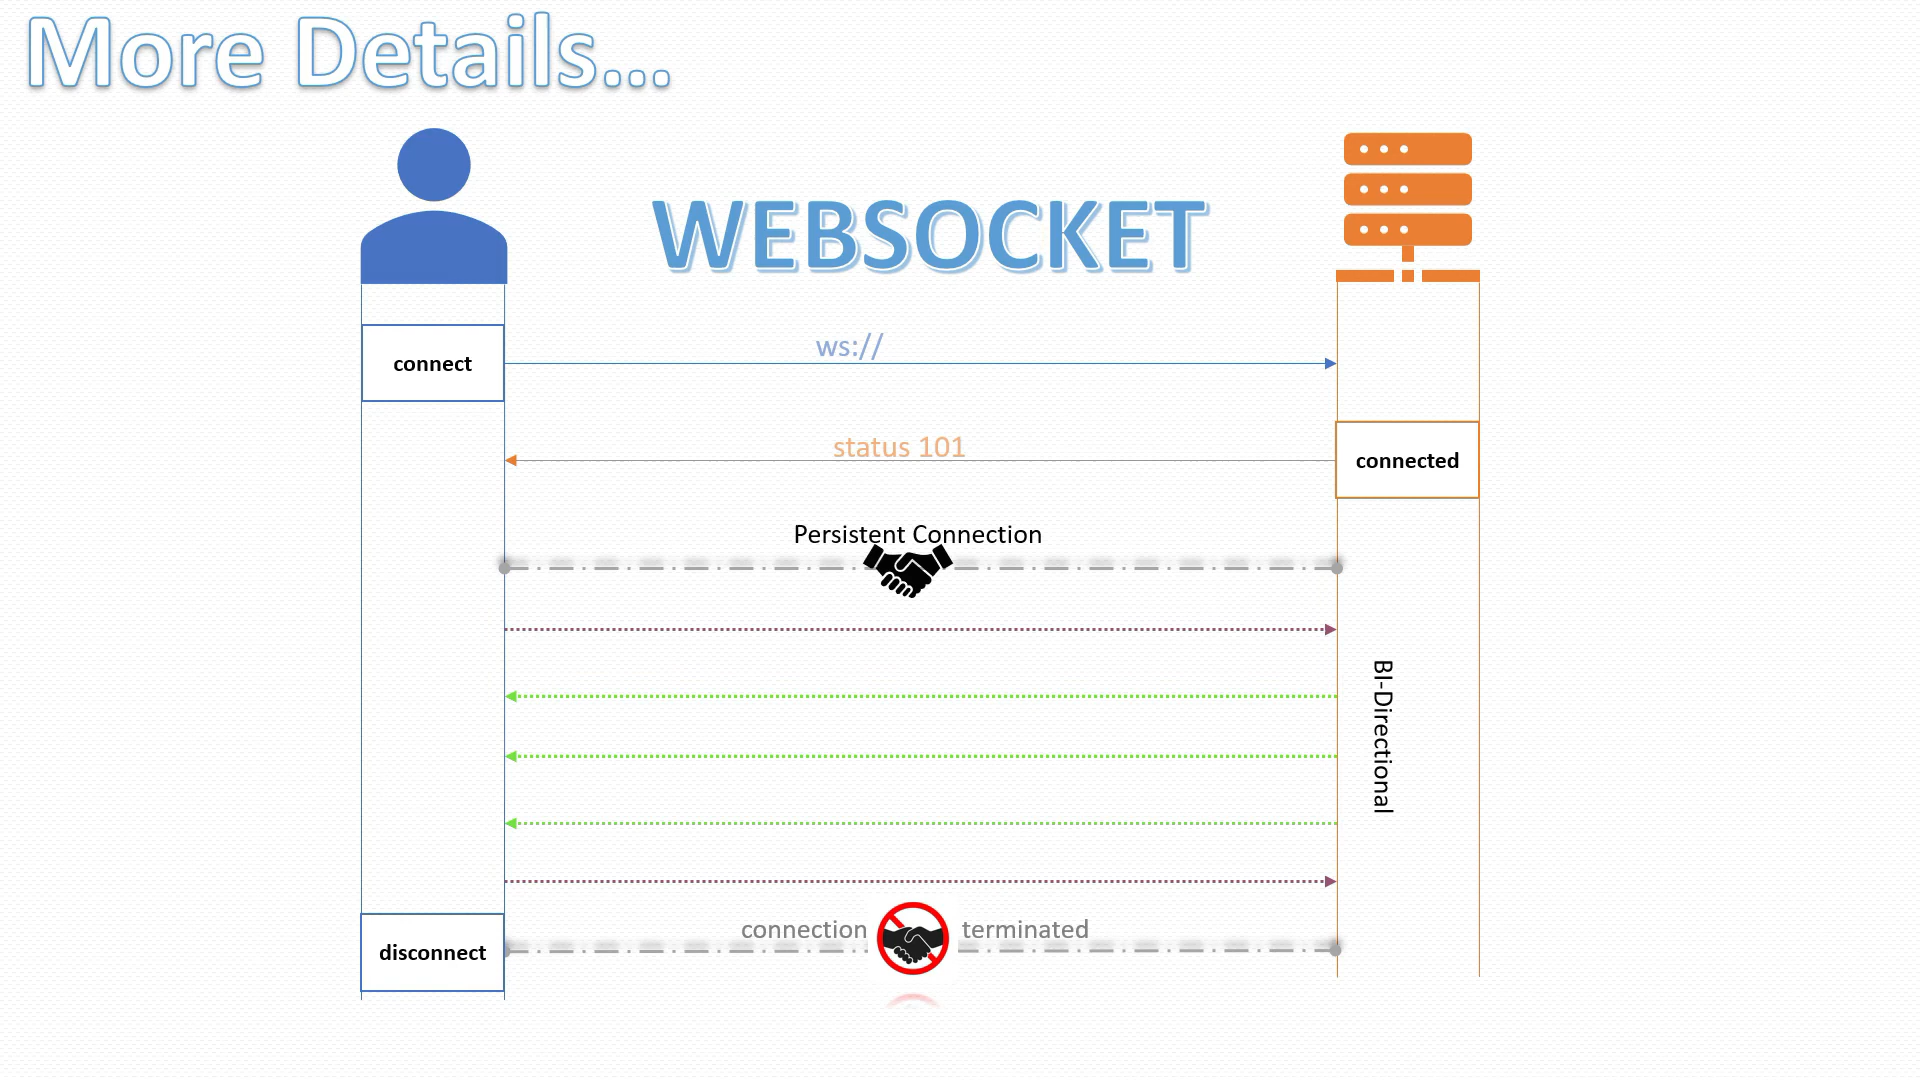 More Details...
WEBSOCKET
ws://
connect
status 101
connected
Persistent Connection
BI-Directional
connection terminated
disconnect